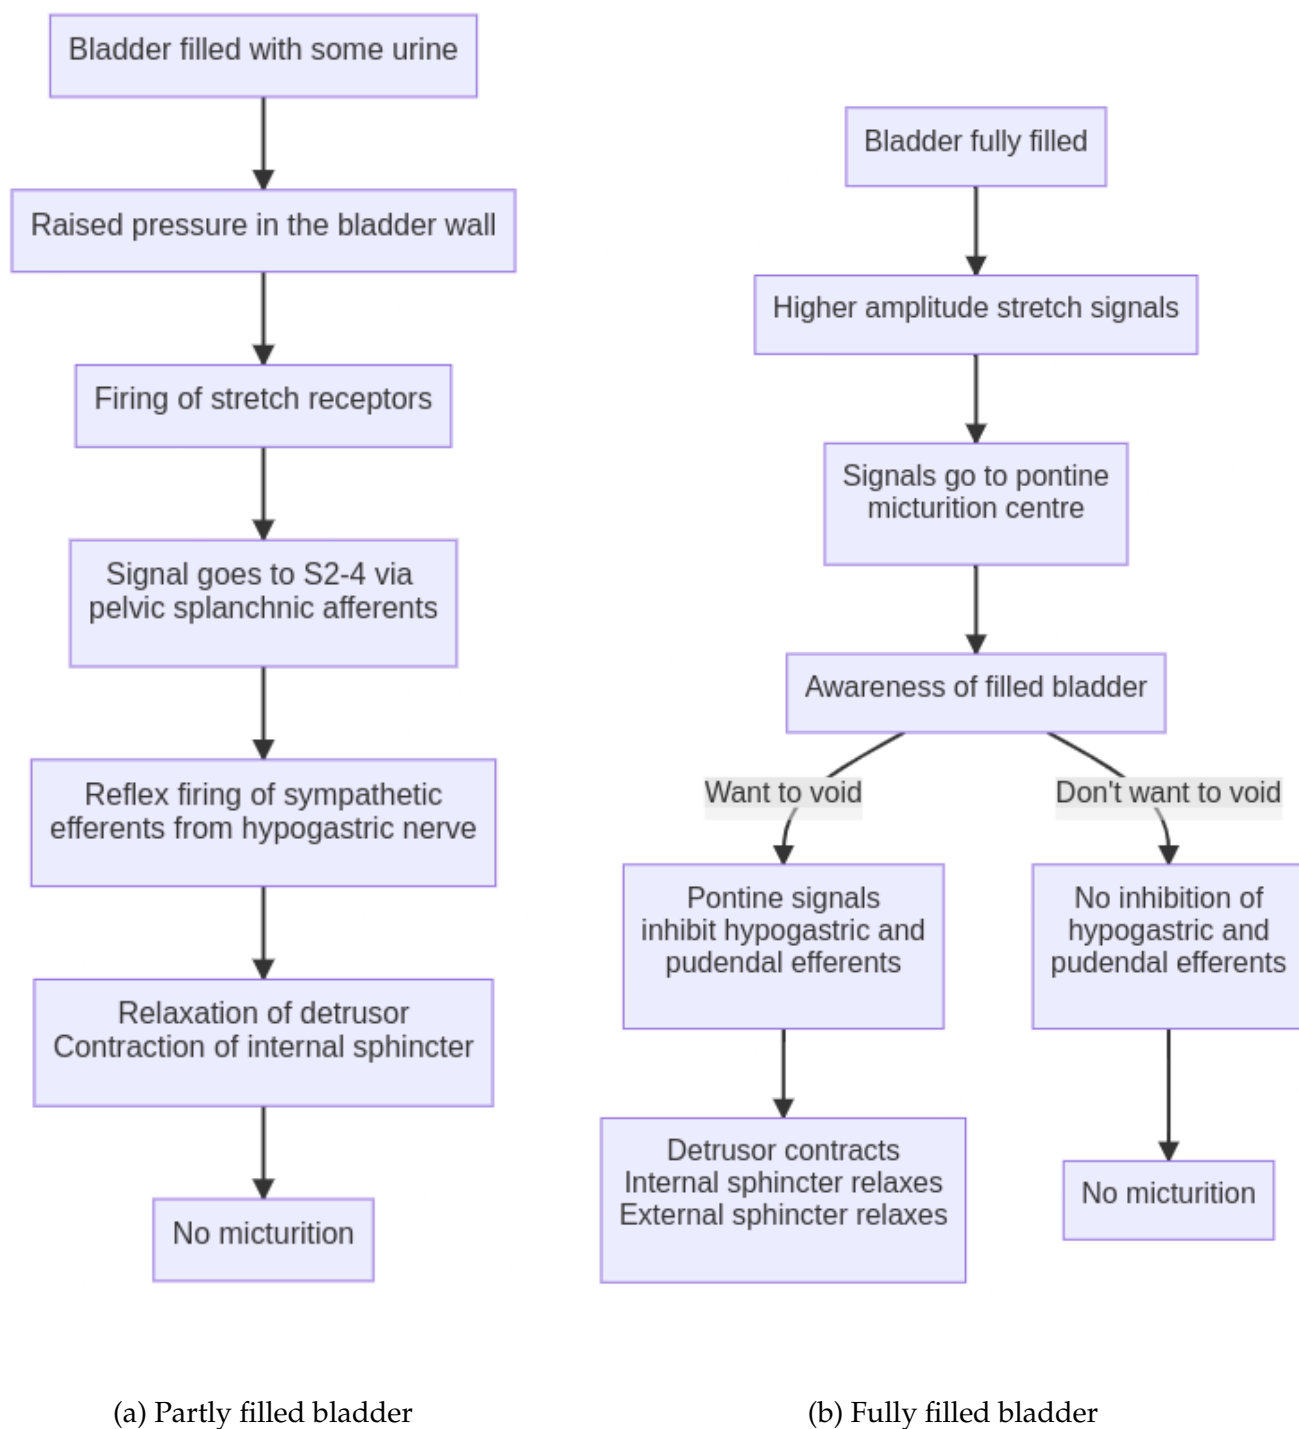 Bladder filled with some urine
Raised pressure in the bladder wall
Firing of stretch receptors
Signal goes to S2-4 via
pelvic splanchnic afferents
Reflex firing of sympathetic
efferents from hypogastric nerve
Relaxation of detrusor
Contraction of internal sphincter
No micturition
(a) Partly filled bladder
Bladder fully filled
Higher amplitude stretch signals
Signals go to pontine
micturition centre
Awareness of filled bladder
Want to void
Don't want to void
Pontine signals
inhibit hypogastric and
pudendal efferents
No inhibition of
hypogastric and
pudendal efferents
Detrusor contracts
Internal sphincter relaxes
External sphincter relaxes
No micturition
(b) Fully filled bladder